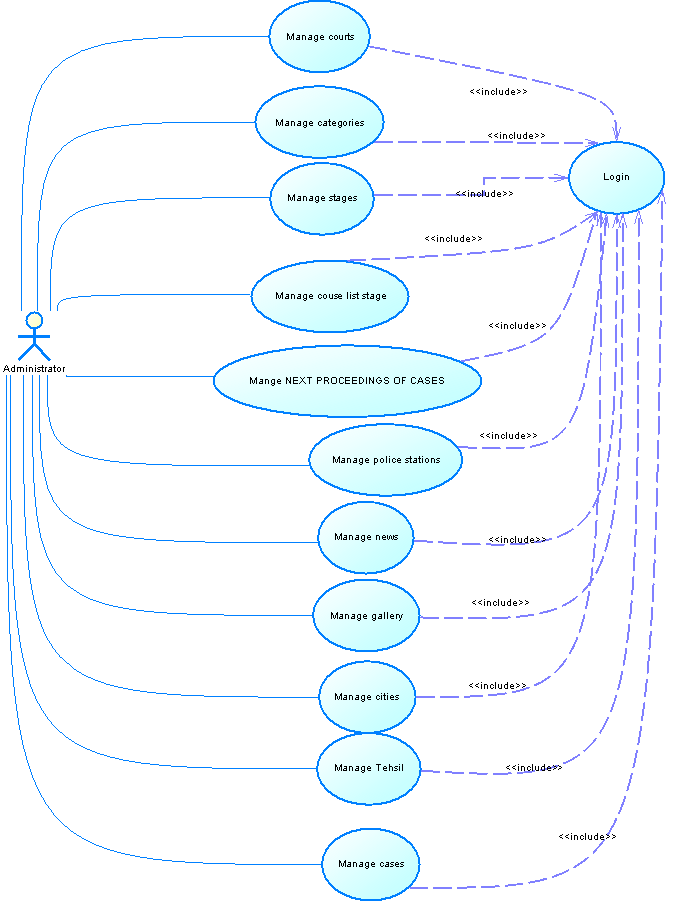 Manage courts
<<include>>
Manage categories
<<include>>
Login
Manage stages
<<include>>
<<include>>
Manage couse list stage
<<include>>
Administrator
Mange NEXT PROCEEDINGS OF CASES
<<include>>
Manage police stations
Manage news
<<include>>
<<include>>
Manage gallery
<<include>>
Manage cities
Manage Tehsil
<<include>>
<<include>>
Manage cases